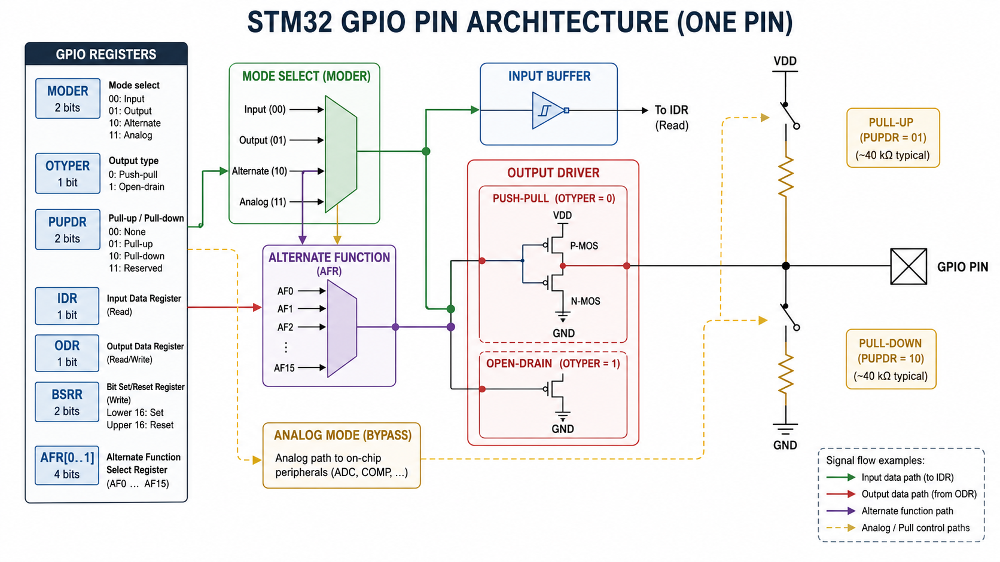 STM32 GPIO PIN ARCHITECTURE (ONE PIN)
GPIO REGISTERS
MODER
2 bits
Mode select
00: Input
01: Output
10: Alternate
11: Analog
OTYPER
1 bit
Output type
0: Push-pull
1: Open-drain
PUPDR
2 bits
Pull-up / Pull-down
00: None
01: Pull-up
10: Pull-down
11: Reserved
IDR
1 bit
Input Data Register
(Read)
ODR
1 bit
Output Data Register
(Read/Write)
BSRR
2 bits
Bit Set/Reset Register
(Write)
Lower 16: Set
Upper 16: Reset
AFR[0..1]
4 bits
Alternate Function
Select Register
(AF0 ... AF15)
MODE SELECT (MODER)
Input (00)
Output (01)
Alternate (10)
Analog (11)
ALTERNATE FUNCTION
(AFR)
AF0
AF1
AF2
⋮
AF15
ANALOG MODE (BYPASS)
Analog path to on-chip
peripherals (ADC, COMP, ...)
INPUT BUFFER
To IDR
(Read)
OUTPUT DRIVER
PUSH-PULL (OTYPER = 0)
VDD
P-MOS
N-MOS
GND
OPEN-DRAIN (OTYPER = 1)
GND
VDD
PULL-UP
(PUPDR = 01)
(~40 kΩ typical)
GPIO PIN
PULL-DOWN
(PUPDR = 10)
(~40 kΩ typical)
GND
Signal flow examples:
Input data path (to IDR)
Output data path (from ODR)
Alternate function path
Analog / Pull control paths